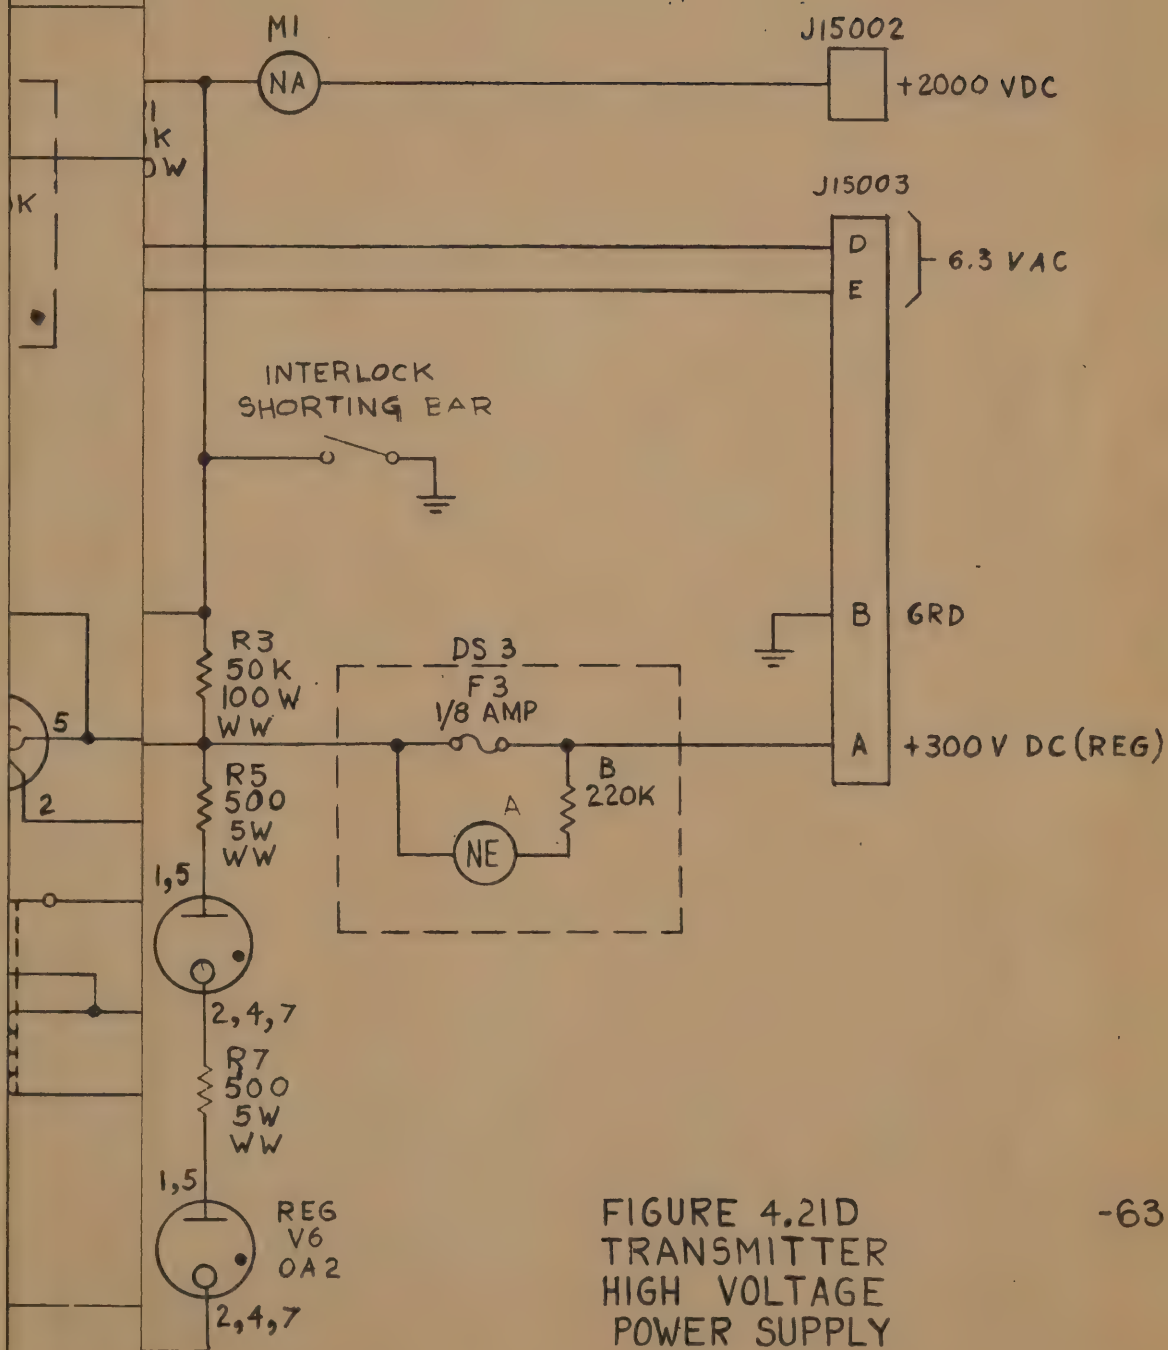 M1
NA
J15002
+2000 VDC
K
J15003
D
E
6.3 VAC
INTERLOCK
SHORTING EAR
B
GRD
R3
50K
100W
WW
DS 3
F3
1/8 AMP
5
A
+300V DC (REG)
2
R5
500
5W
WW
A
B
220K
NE
1,5
2,4,7
R7
500
5W
WW
1,5
REG
V6
OA2
2,4,7
FIGURE 4.21D
TRANSMITTER
HIGH VOLTAGE
POWER SUPPLY
-63